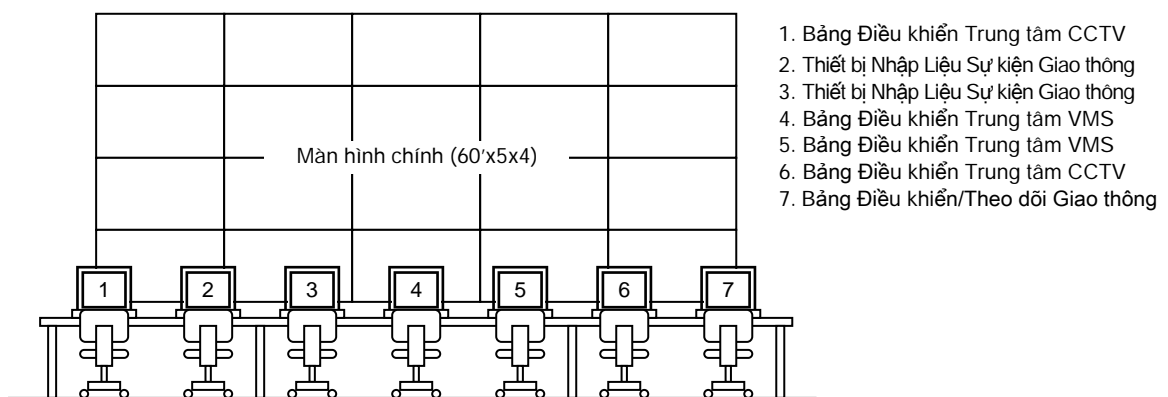 1. Bảng Điều khiển Trung tâm CCTV
2. Thiết bị Nhập Liệu Sự kiện Giao thông
3. Thiết bị Nhập Liệu Sự kiện Giao thông
4. Bảng Điều khiển Trung tâm VMS
5. Bảng Điều khiển Trung tâm VMS
6. Bảng Điều khiển Trung tâm CCTV
7. Bảng Điều khiển/Theo dõi Giao thông
Màn hình chính (60'x5x4)
1 2 3 4 5 6 7